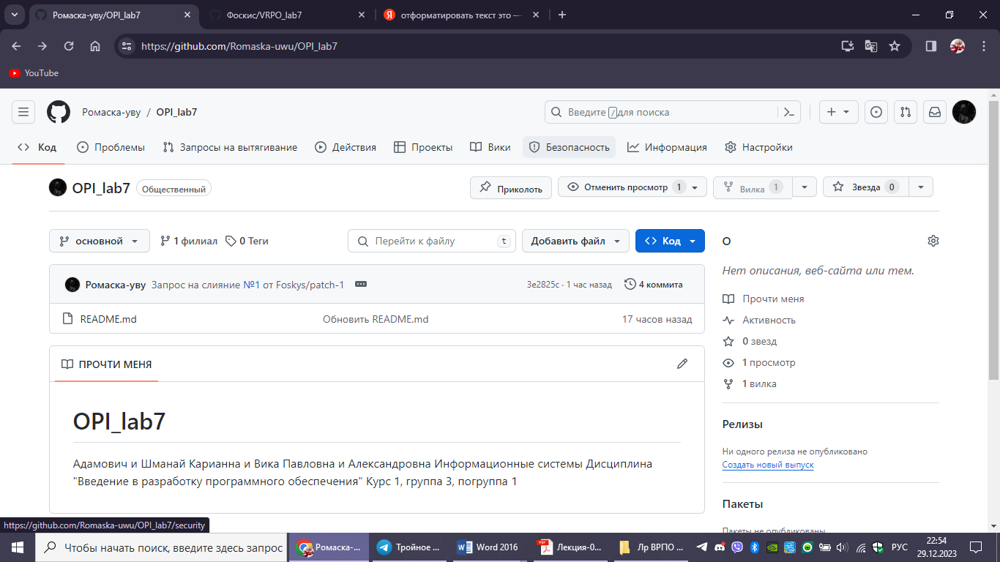 Ромаска-уву/OPI_lab7
Фоскис/VRPO_lab7
отформатировать текст это —
https://github.com/Romaska-uwu/OPI_lab7
YouTube
Ромаска-уву / OPI_lab7
Введите / для поиска
Код Проблемы Запросы на вытягивание Действия Проекты Вики Безопасность Информация Настройки
OPI_lab7 Общественный
Приколоть Отменить просмотр 1 Вилка 1 Звезда 0
основной 1 филиал 0 Теги Перейти к файлу t Добавить файл Код
Ромаска-уву Запрос на слияние №1 от Foskys/patch-1 3e2825c · 1 час назад 4 коммита
README.md Обновить README.md 17 часов назад
ПРОЧТИ МЕНЯ
OPI_lab7
Адамович и Шманай Карианна и Вика Павловна и Александровна Информационные системы Дисциплина
"Введение в разработку программного обеспечения" Курс 1, группа 3, погруппа 1
О
Нет описания, веб-сайта или тем.
Прочти меня
Активность
0 звезд
1 просмотр
1 вилка
Релизы
Ни одного релиза не опубликовано
Создать новый выпуск
Пакеты
Пакеты не опубликованы
https://github.com/Romaska-uwu/OPI_lab7/security
Чтобы начать поиск, введите здесь запрос
Ромаска-... Тройное ... Word 2016 Лекция-0... Лр ВРПО ...
РУС
22:54
29.12.2023